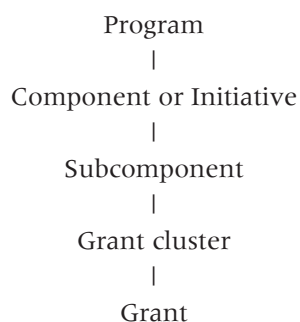 Program
Component or Initiative
Subcomponent
Grant cluster
Grant